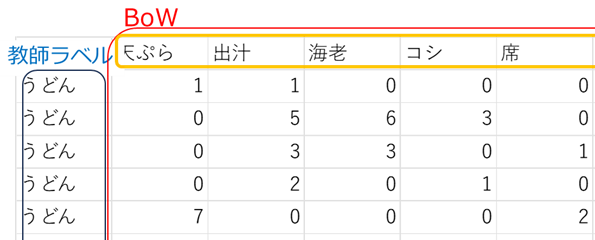 BoW
教師ラベル 天ぷら 出汁 海老 コシ 席
うどん 1 1 0 0 0
うどん 0 5 6 3 0
うどん 0 3 3 0 1
うどん 0 2 0 1 0
うどん 7 0 0 0 2